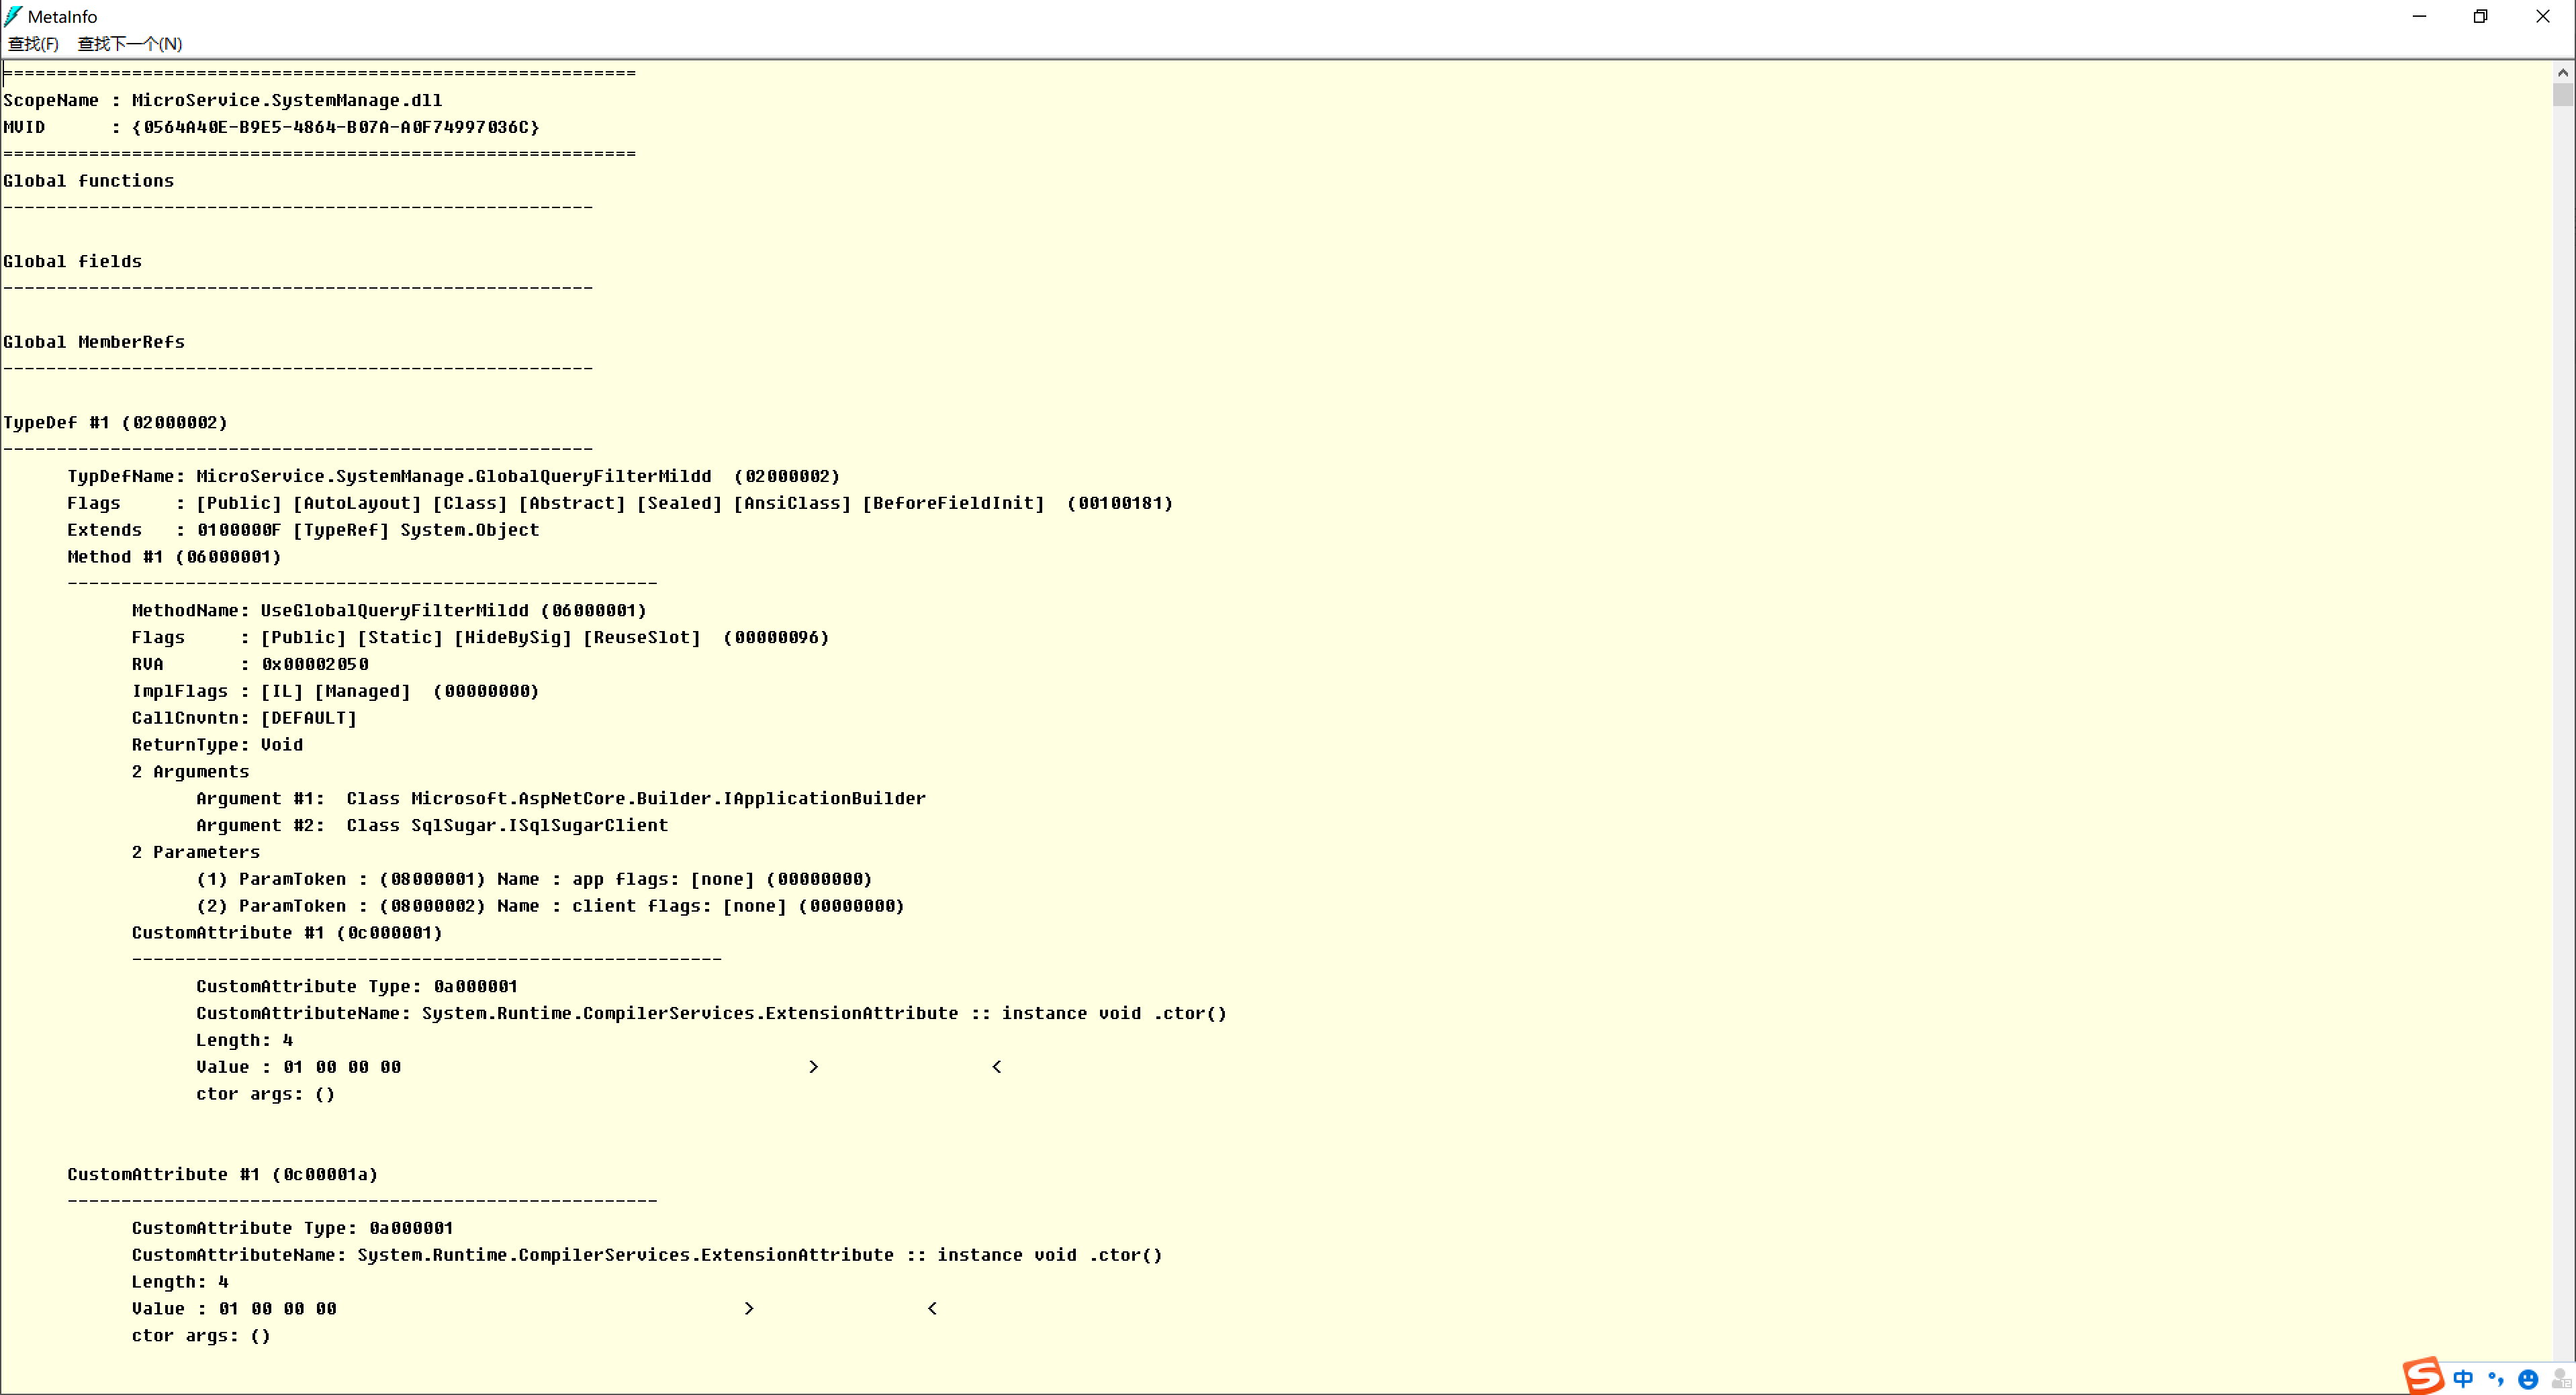 MetaInfo
查找(F) 查找下一个(N)
===========================================================
ScopeName : MicroService.SystemManage.dll
MVID      : {0564A40E-B9E5-4864-B07A-A0F74997036C}
===========================================================
Global functions
-------------------------------------------------------
Global fields
-------------------------------------------------------
Global MemberRefs
-------------------------------------------------------
TypeDef #1 (02000002)
-------------------------------------------------------
TypDefName: MicroService.SystemManage.GlobalQueryFilterMildd  (02000002)
Flags     : [Public] [AutoLayout] [Class] [Abstract] [Sealed] [AnsiClass] [BeforeFieldInit]  (00100181)
Extends   : 0100000F [TypeRef] System.Object
Method #1 (06000001)
-------------------------------------------------------
MethodName: UseGlobalQueryFilterMildd (06000001)
Flags     : [Public] [Static] [HideBySig] [ReuseSlot]  (00000096)
RVA       : 0x00002050
ImplFlags : [IL] [Managed]  (00000000)
CallCnvntn: [DEFAULT]
ReturnType: Void
2 Arguments
Argument #1:  Class Microsoft.AspNetCore.Builder.IApplicationBuilder
Argument #2:  Class SqlSugar.ISqlSugarClient
2 Parameters
(1) ParamToken : (08000001) Name : app flags: [none] (00000000)
(2) ParamToken : (08000002) Name : client flags: [none] (00000000)
CustomAttribute #1 (0c000001)
-------------------------------------------------------
CustomAttribute Type: 0a000001
CustomAttributeName: System.Runtime.CompilerServices.ExtensionAttribute :: instance void .ctor()
Length: 4
Value : 01 00 00 00                                      >                <
ctor args: ()
CustomAttribute #1 (0c00001a)
-------------------------------------------------------
CustomAttribute Type: 0a000001
CustomAttributeName: System.Runtime.CompilerServices.ExtensionAttribute :: instance void .ctor()
Length: 4
Value : 01 00 00 00                                      >                <
ctor args: ()
S 中